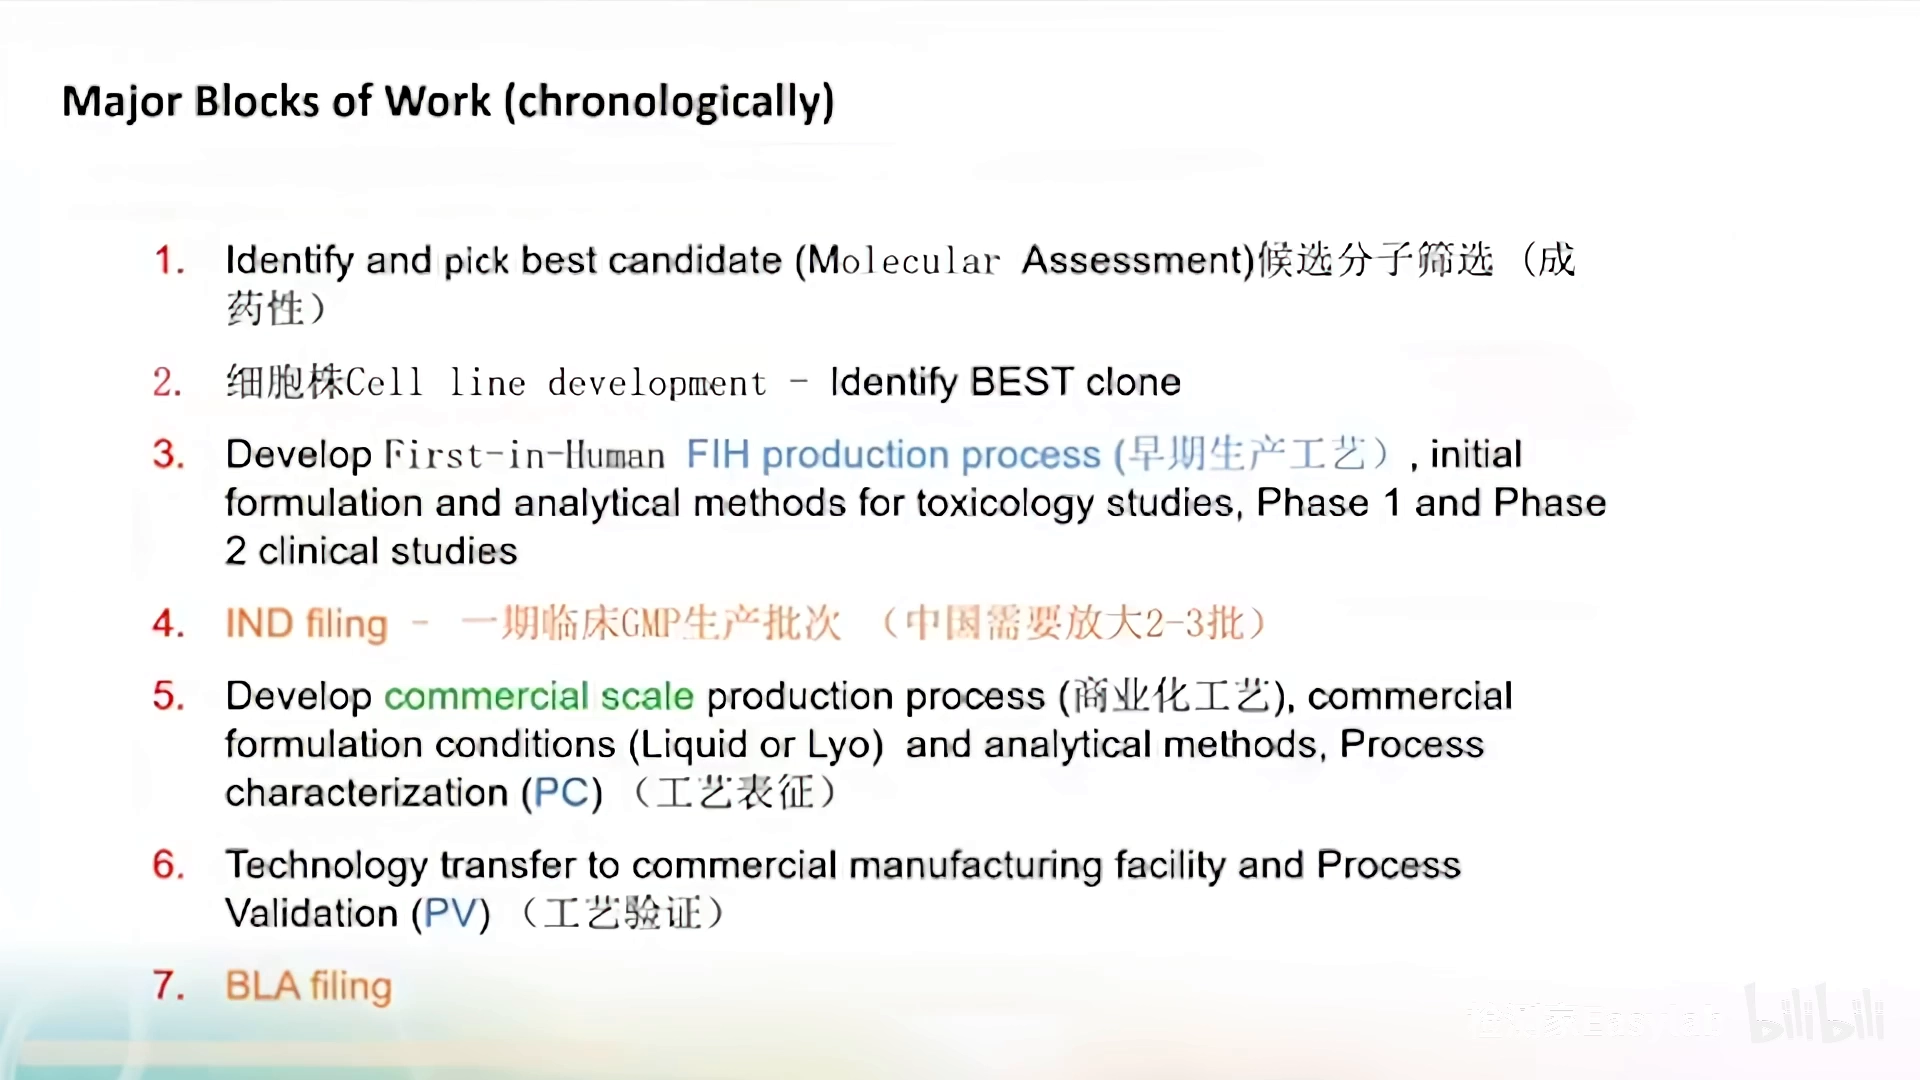 Major Blocks of Work (chronologically)
1. Identify and pick best candidate (Molecular Assessment)候选分子筛选（成
药性）
2. 细胞株Cell line development – Identify BEST clone
3. Develop First-in-Human FIH production process (早期生产工艺）, initial
formulation and analytical methods for toxicology studies, Phase 1 and Phase
2 clinical studies
4. IND filing – 一期临床GMP生产批次 （中国需要放大2-3批）
5. Develop commercial scale production process (商业化工艺), commercial
formulation conditions (Liquid or Lyo) and analytical methods, Process
characterization (PC) （工艺表征）
6. Technology transfer to commercial manufacturing facility and Process
Validation (PV) （工艺验证）
7. BLA filing
bilibili